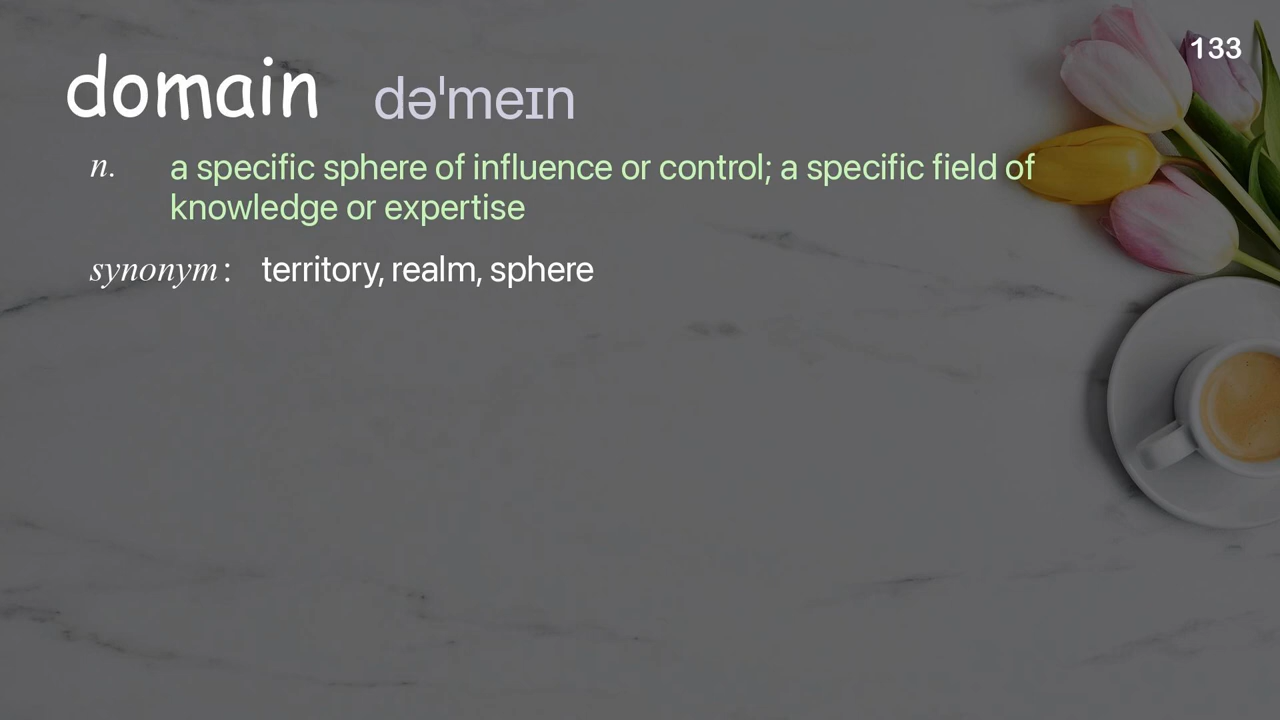 133
domain dəˈmeɪn
n. a specific sphere of influence or control; a specific field of
knowledge or expertise
synonym: territory, realm, sphere